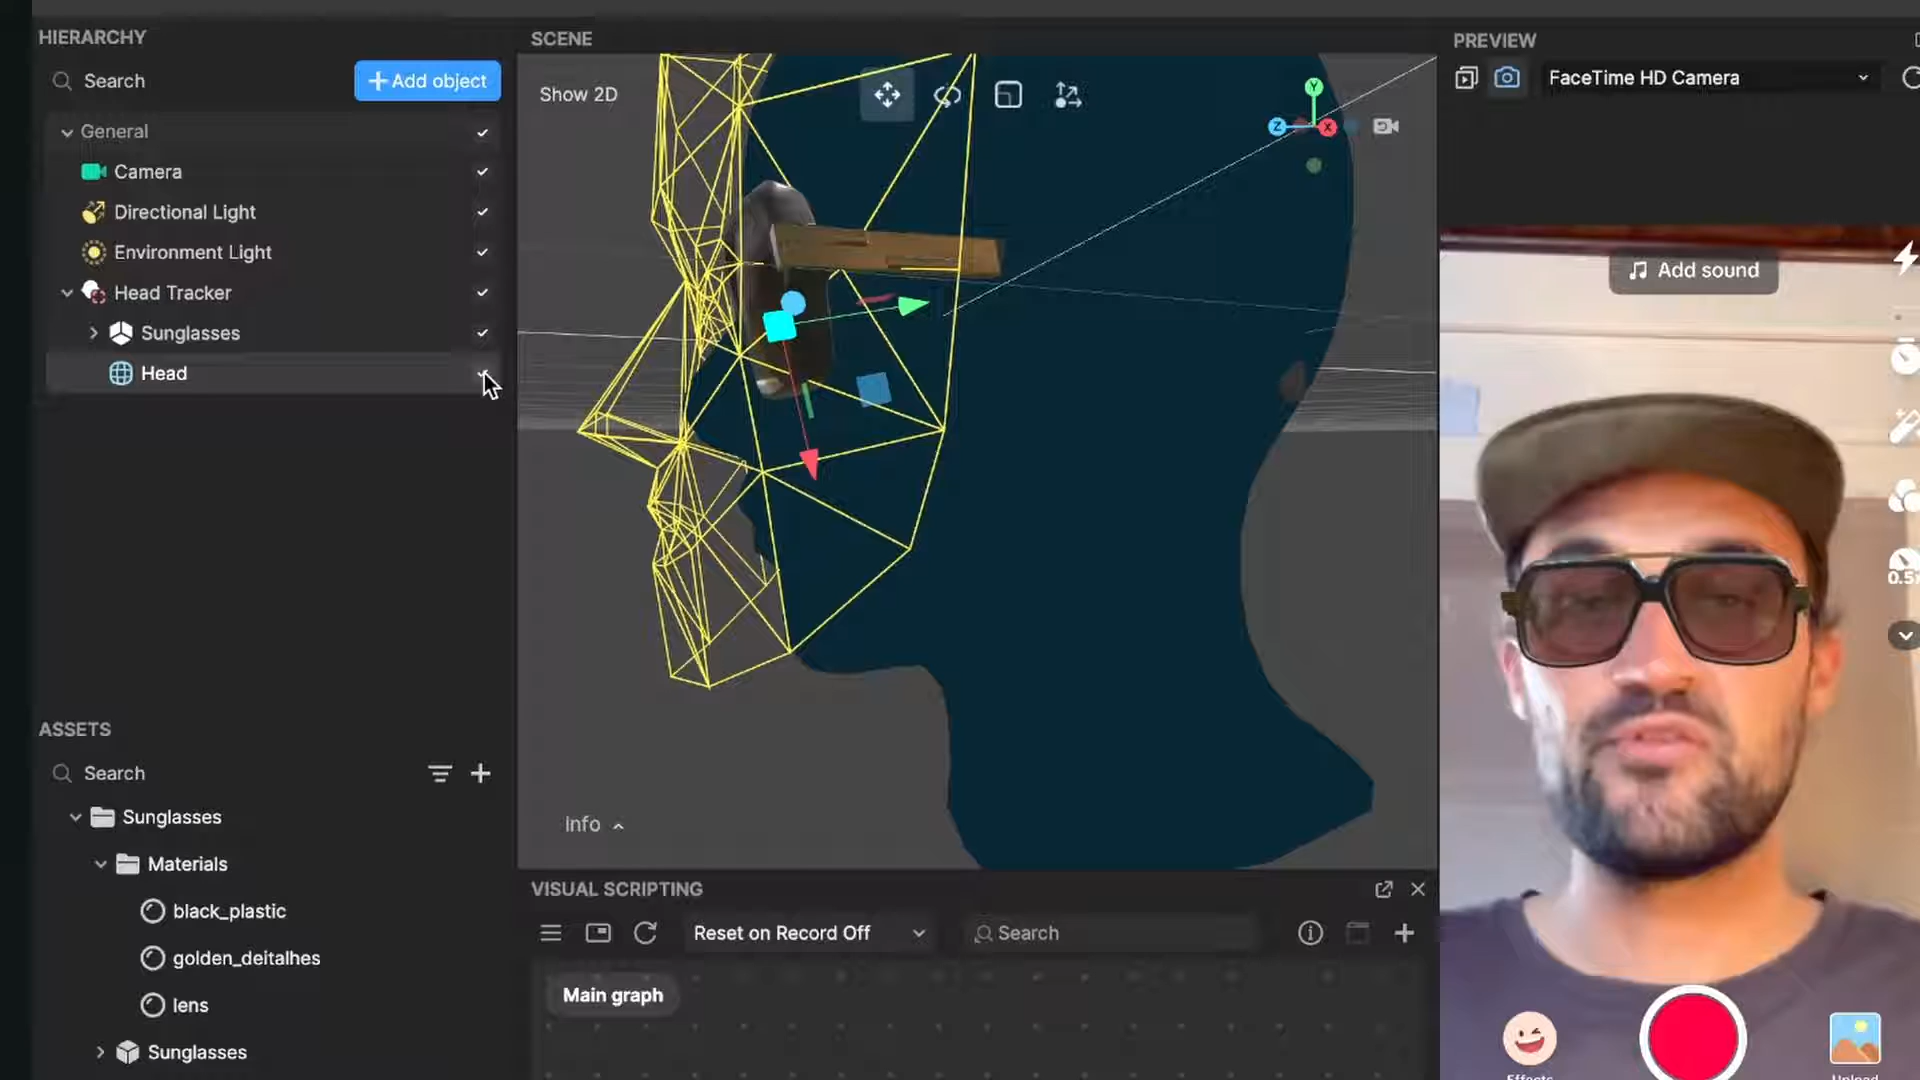 HIERARCHY
Search
Add object
General
Camera
Directional Light
Environment Light
Head Tracker
Sunglasses
Head
ASSETS
Search
Sunglasses
Materials
black_plastic
golden_deitalhes
lens
Sunglasses
SCENE
Show 2D
Y
Z
X
Info
VISUAL SCRIPTING
Reset on Record Off
Search
Main graph
PREVIEW
FaceTime HD Camera
Add sound
Effects
Upload